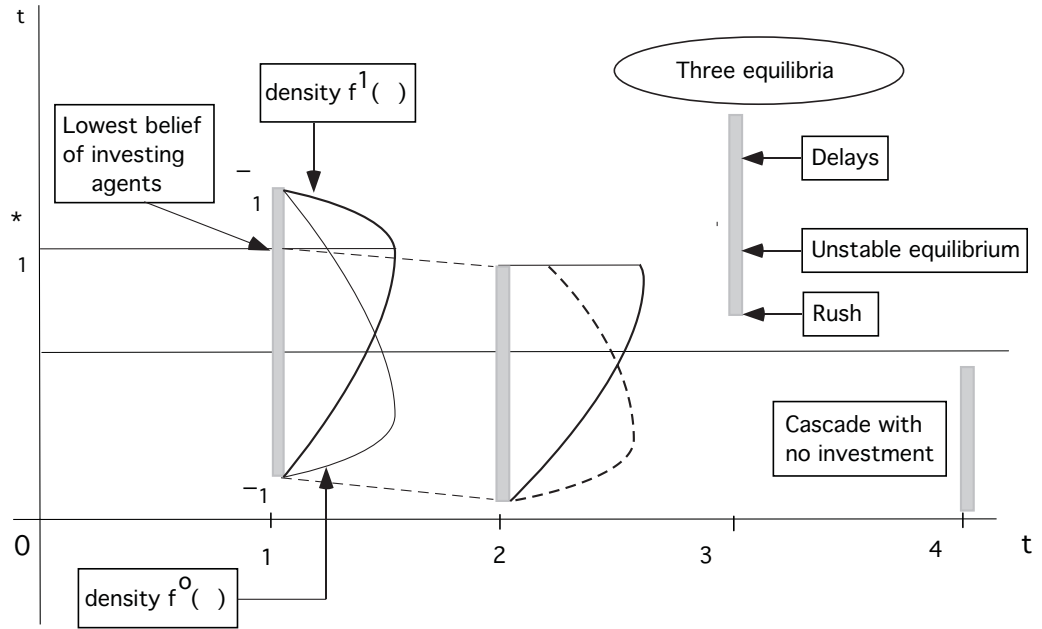 t
Three equilibria
density f¹( )
Lowest belief
of investing
agents
Delays
–
1
*
1
Unstable equilibrium
Rush
Cascade with
no investment
–1
0
1
2
3
4
t
density f⁰( )